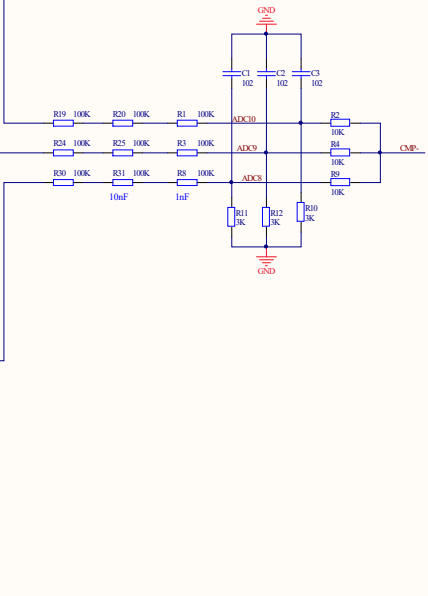 GND
C1 C2 C3
102 102 102
R19 100K R20 100K R1 100K ADC10 R2
10K
R24 100K R25 100K R3 100K ADC9 R4 CMP-
10K
R30 100K R31 100K R8 100K ADC8 R9
10K
10nF 1nF
R11 R12 R10
3K 3K 3K
GND